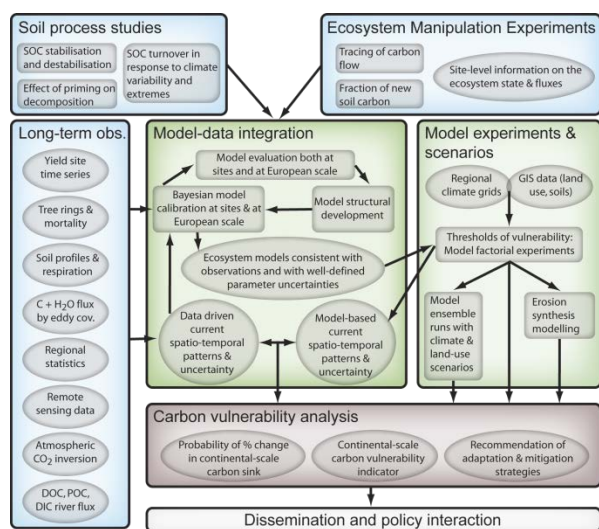 Soil process studies
SOC stabilisation
and destabilisation
Effect of priming on
decomposition
SOC turnover in
response to climate
variability and
extremes
Ecosystem Manipulation Experiments
Tracing of carbon
flow
Fraction of new
soil carbon
Site-level information on the
ecosystem state & fluxes
Long-term obs.
Yield site
time series
Tree rings &
mortality
Soil profiles &
respiration
C + H₂O flux
by eddy cov.
Regional
statistics
Remote
sensing data
Atmospheric
CO₂ inversion
DOC, POC,
DIC river flux
Model-data integration
Model evaluation both at
sites and at European scale
Bayesian model
calibration at sites & at
European scale
Model structural
development
Ecosystem models consistent with
observations and with well-defined
parameter uncertainties
Data driven
current
spatio-temporal
patterns &
uncertainty
Model-based
current
spatio-temporal
patterns &
uncertainty
Model experiments &
scenarios
Regional
climate grids
GIS data (land
use, soils)
Thresholds of vulnerability:
Model factorial experiments
Model
ensemble
runs with
climate &
land-use
scenarios
Erosion
synthesis
modelling
Carbon vulnerability analysis
Probability of % change
in continental-scale
carbon sink
Continental-scale
carbon vulnerability
indicator
Recommendation of
adaptation & mitigation
strategies
Dissemination and policy interaction